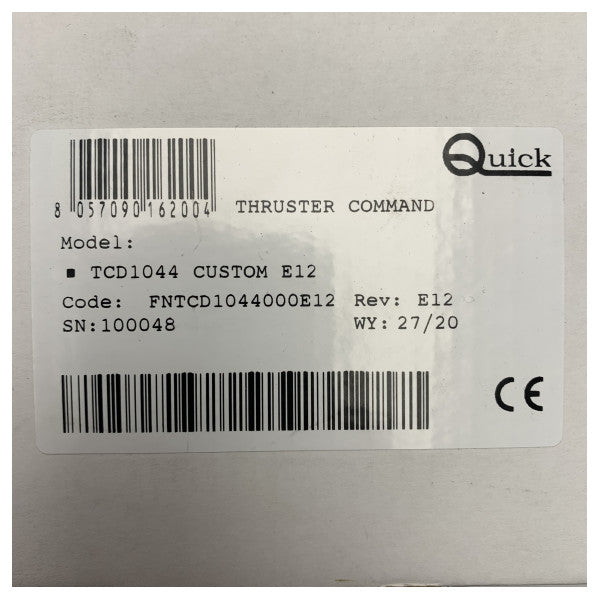 Quick
8 057090 162004
THRUSTER COMMAND
Model:
▪ TCD1044 CUSTOM E12
Code: FNTCD1044000E12 Rev: E12
SN:100048 WY: 27/20
CE